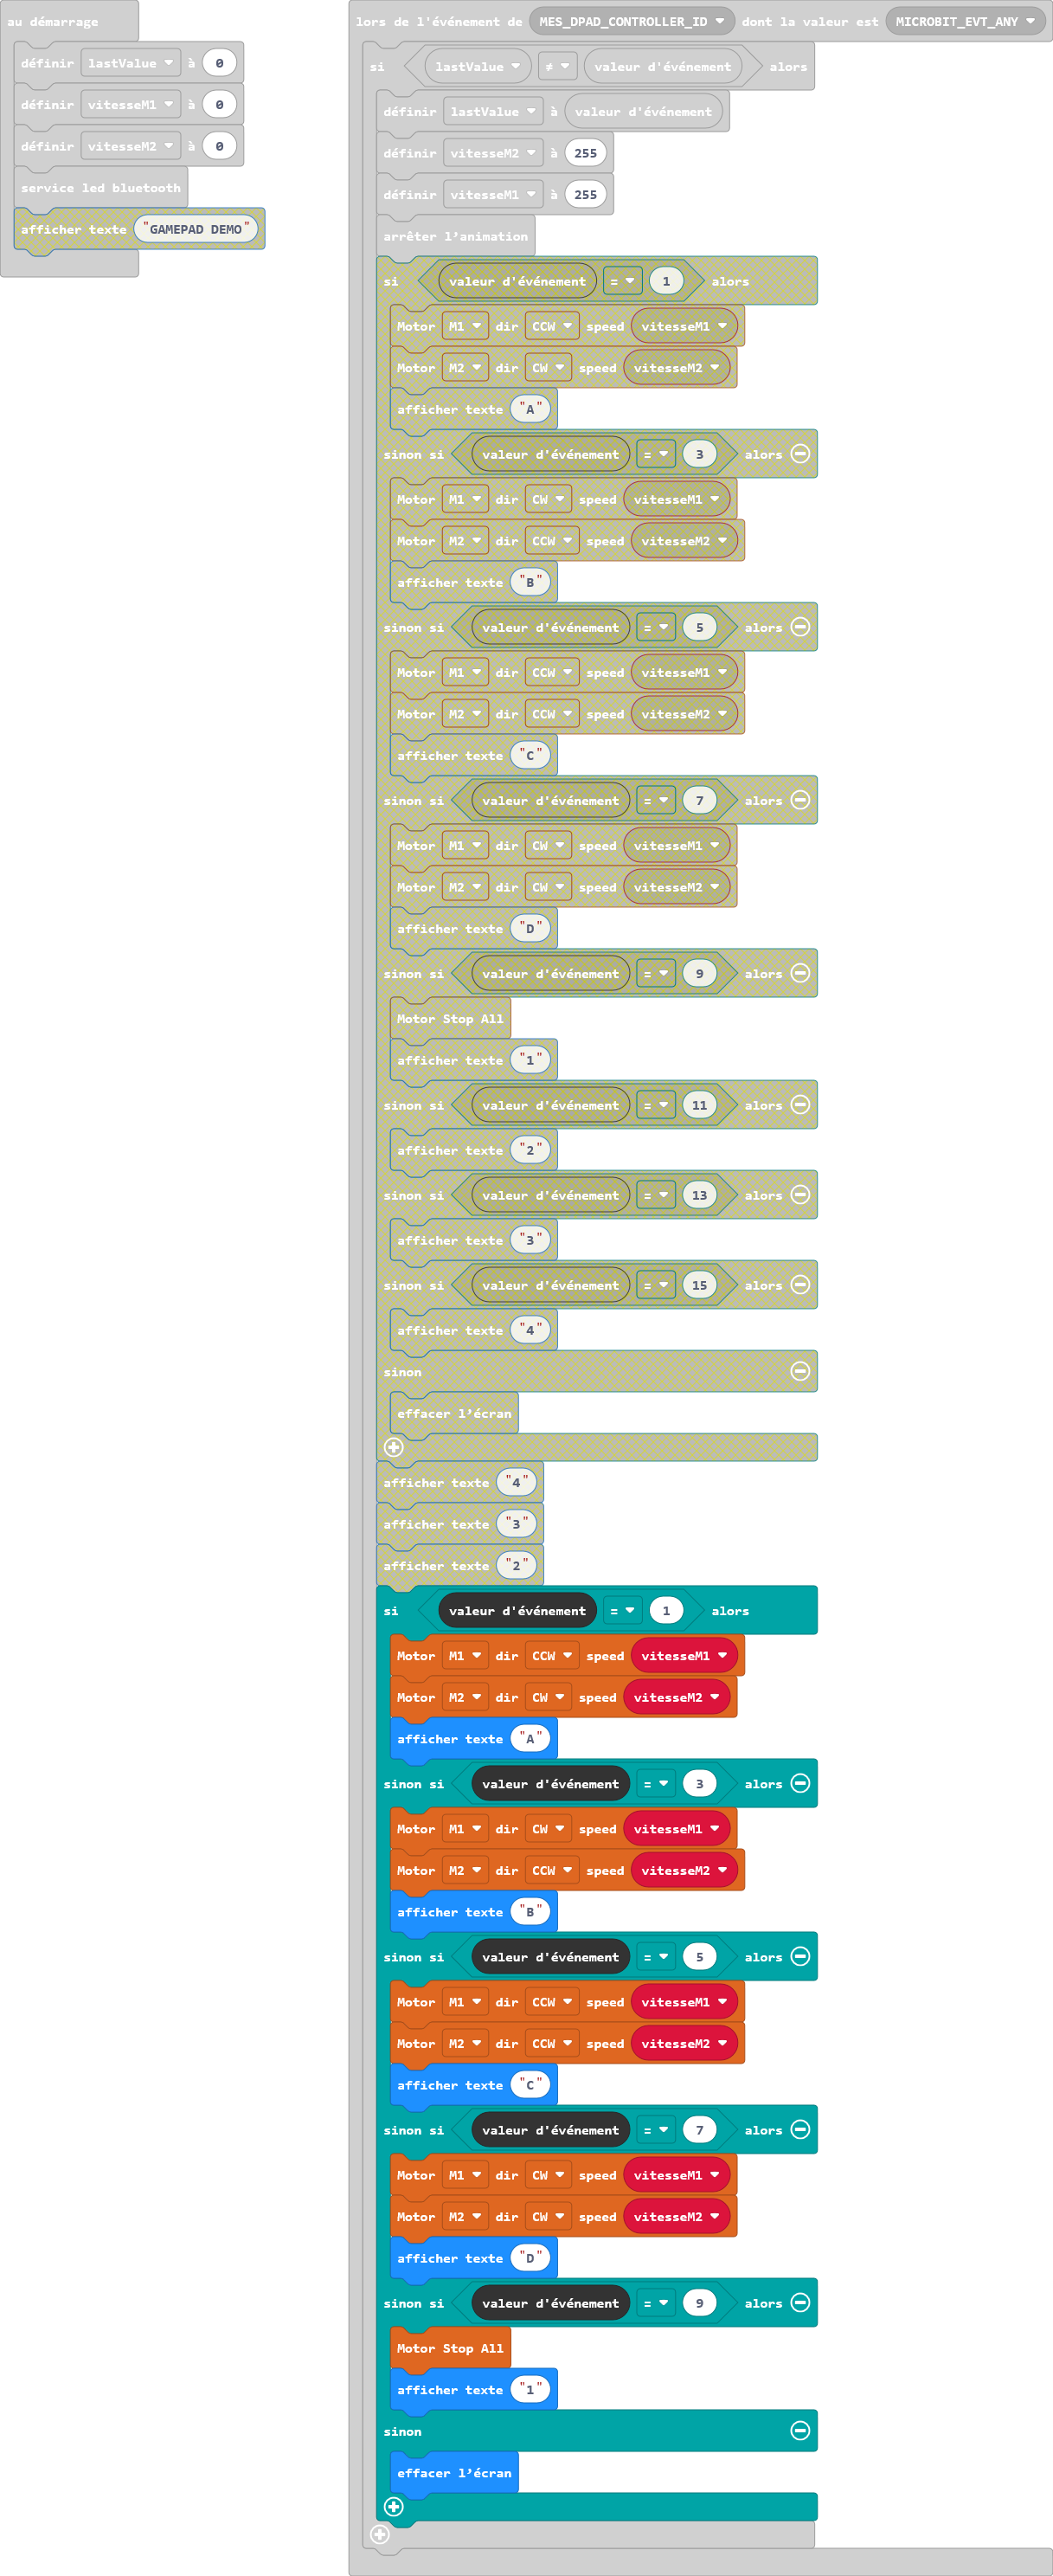 au démarrage
définir lastValue à 0
définir vitesseM1 à 0
définir vitesseM2 à 0
service led bluetooth
afficher texte "GAMEPAD DEMO"
lors de l'événement de MES_DPAD_CONTROLLER_ID dont la valeur est MICROBIT_EVT_ANY
si lastValue ≠ valeur d'événement alors
définir lastValue à valeur d'événement
définir vitesseM2 à 255
définir vitesseM1 à 255
arrêter l’animation
si valeur d'événement = 1 alors
Motor M1 dir CCW speed vitesseM1
Motor M2 dir CW speed vitesseM2
afficher texte "A"
sinon si valeur d'événement = 3 alors
Motor M1 dir CW speed vitesseM1
Motor M2 dir CCW speed vitesseM2
afficher texte "B"
sinon si valeur d'événement = 5 alors
Motor M1 dir CCW speed vitesseM1
Motor M2 dir CCW speed vitesseM2
afficher texte "C"
sinon si valeur d'événement = 7 alors
Motor M1 dir CW speed vitesseM1
Motor M2 dir CW speed vitesseM2
afficher texte "D"
sinon si valeur d'événement = 9 alors
Motor Stop All
afficher texte "1"
sinon si valeur d'événement = 11 alors
afficher texte "2"
sinon si valeur d'événement = 13 alors
afficher texte "3"
sinon si valeur d'événement = 15 alors
afficher texte "4"
sinon
effacer l’écran
afficher texte "4"
afficher texte "3"
afficher texte "2"
si valeur d'événement = 1 alors
Motor M1 dir CCW speed vitesseM1
Motor M2 dir CW speed vitesseM2
afficher texte "A"
sinon si valeur d'événement = 3 alors
Motor M1 dir CW speed vitesseM1
Motor M2 dir CCW speed vitesseM2
afficher texte "B"
sinon si valeur d'événement = 5 alors
Motor M1 dir CCW speed vitesseM1
Motor M2 dir CCW speed vitesseM2
afficher texte "C"
sinon si valeur d'événement = 7 alors
Motor M1 dir CW speed vitesseM1
Motor M2 dir CW speed vitesseM2
afficher texte "D"
sinon si valeur d'événement = 9 alors
Motor Stop All
afficher texte "1"
sinon
effacer l’écran